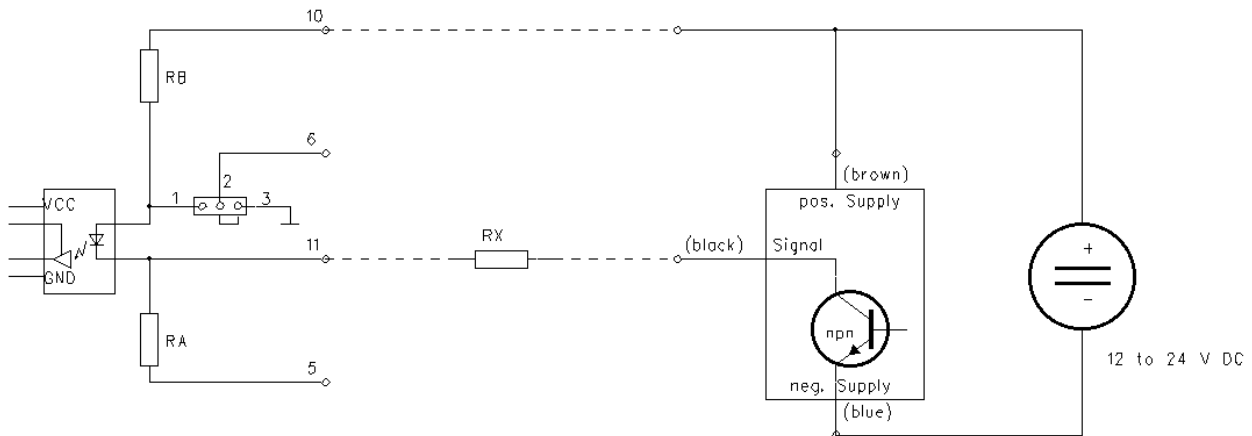 10
RB
6
2
1
3
(brown)
pos. Supply
VCC
GND
11
RX
(black)
Signal
+
−
npn
RA
5
12 to 24 V DC
neg. Supply
(blue)